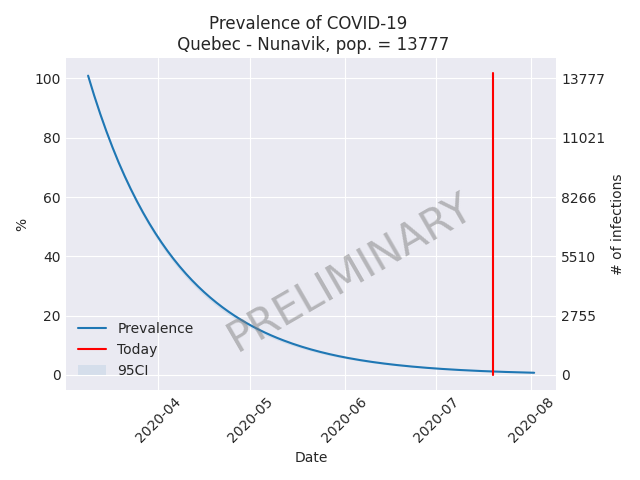 Prevalence of COVID-19
Quebec - Nunavik, pop. = 13777
%
100
80
60
40
20
0
13777
11021
8266
5510
2755
0
# of infections
PRELIMINARY
Prevalence
Today
95CI
2020-04
2020-05
2020-06
2020-07
2020-08
Date